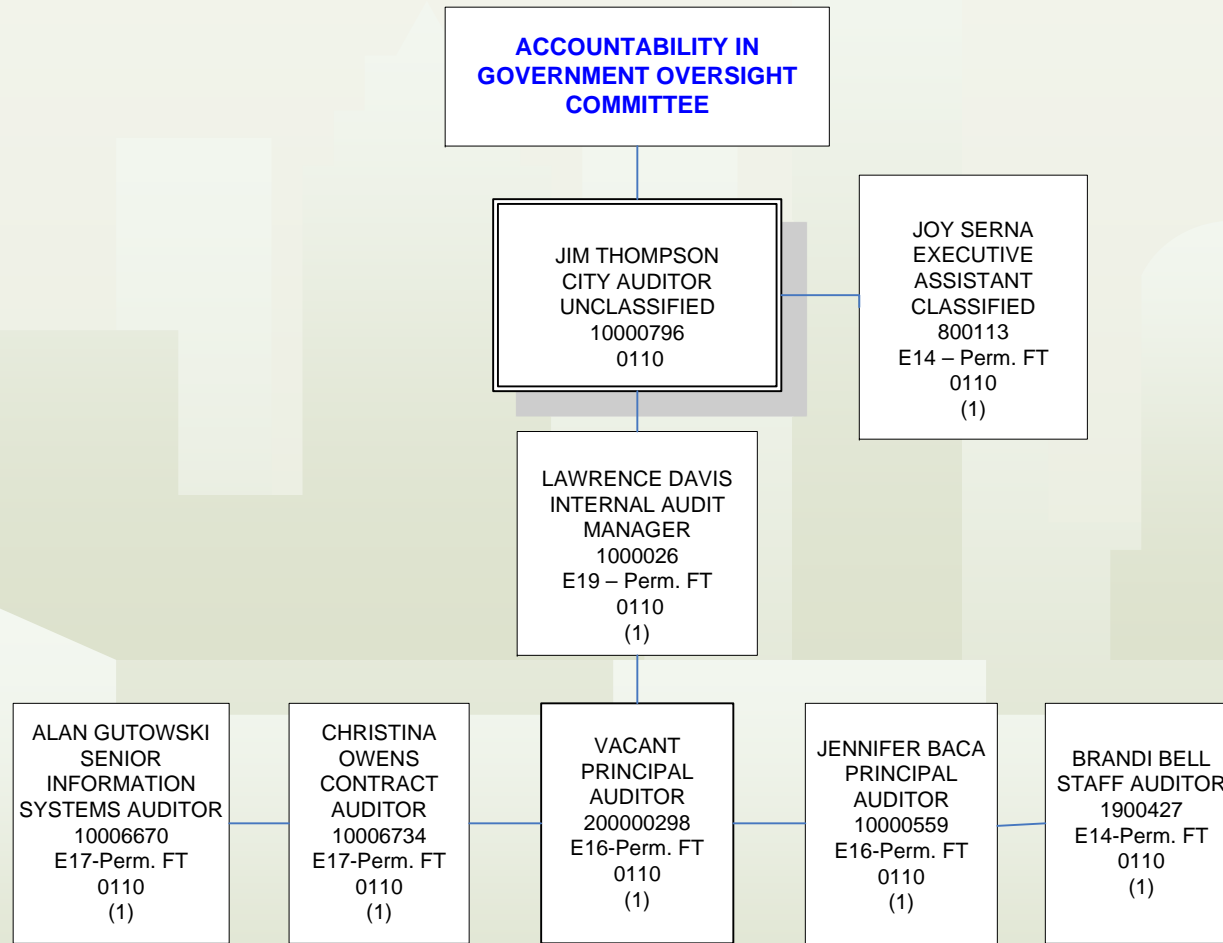 ACCOUNTABILITY IN
GOVERNMENT OVERSIGHT
COMMITTEE
JIM THOMPSON
CITY AUDITOR
UNCLASSIFIED
10000796
0110
JOY SERNA
EXECUTIVE
ASSISTANT
CLASSIFIED
800113
E14 – Perm. FT
0110
(1)
LAWRENCE DAVIS
INTERNAL AUDIT
MANAGER
1000026
E19 – Perm. FT
0110
(1)
ALAN GUTOWSKI
SENIOR
INFORMATION
SYSTEMS AUDITOR
10006670
E17-Perm. FT
0110
(1)
CHRISTINA
OWENS
CONTRACT
AUDITOR
10006734
E17-Perm. FT
0110
(1)
VACANT
PRINCIPAL
AUDITOR
200000298
E16-Perm. FT
0110
(1)
JENNIFER BACA
PRINCIPAL
AUDITOR
10000559
E16-Perm. FT
0110
(1)
BRANDI BELL
STAFF AUDITOR
1900427
E14-Perm. FT
0110
(1)